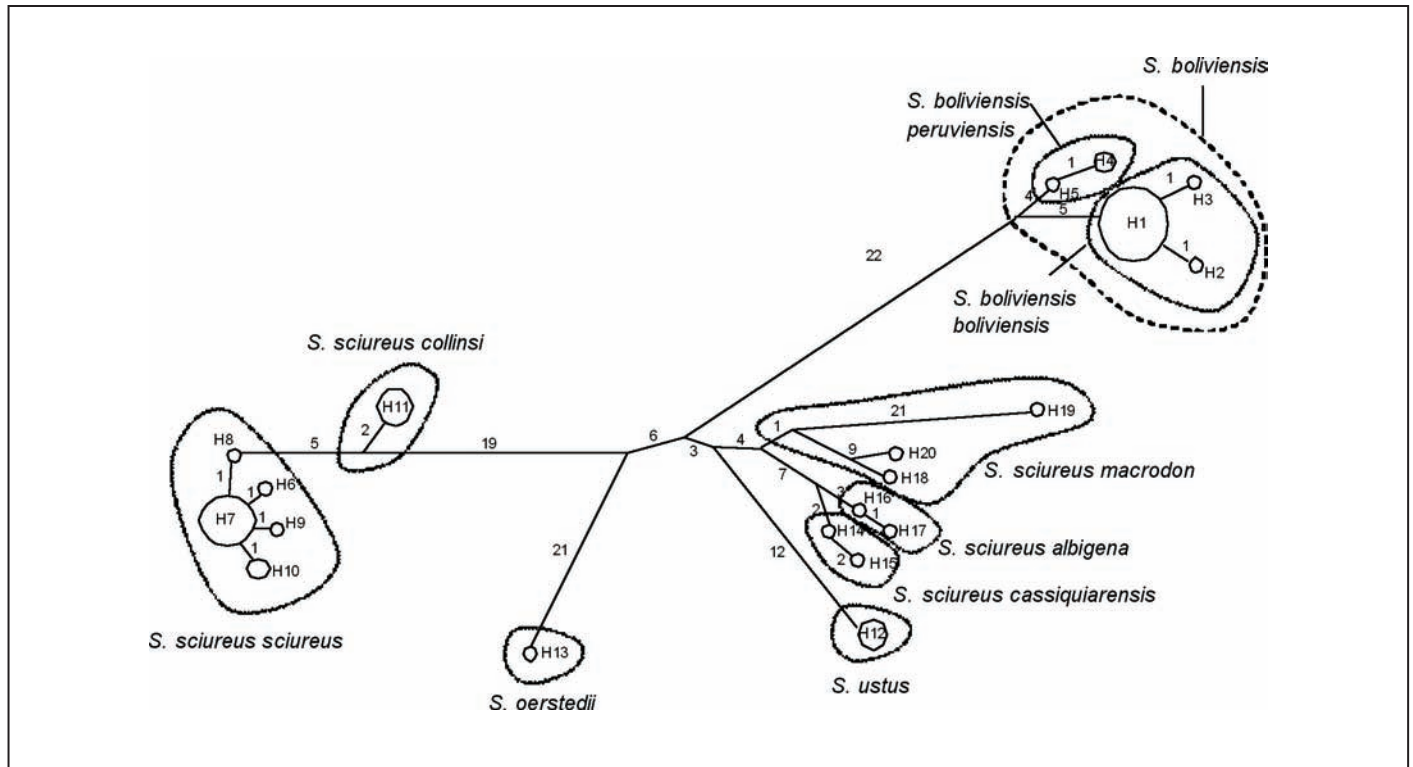 S. boliviensis
S. boliviensis
peruviensis
1
H4
H5
4
5
1
H3
H1
1
H2
22
S. boliviensis
boliviensis
S. sciureus collinsi
H11
2
H8
5
19
6
3
4
1
21
H19
9
H20
H18
S. sciureus macrodon
7
3
H16
1
H17
S. sciureus albigena
2
H14
2
H15
S. sciureus cassiquiarensis
1
H6
1
H7
1
H9
1
H10
S. sciureus sciureus
21
12
H12
S. ustus
H13
S. oerstedii